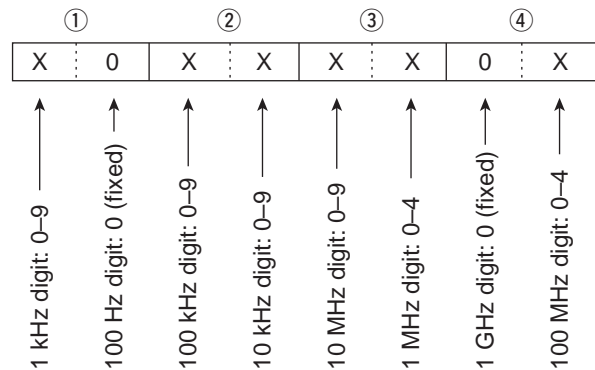 ① ② ③ ④
X 0 X X X X 0 X
1 kHz digit: 0–9
100 Hz digit: 0 (fixed)
100 kHz digit: 0–9
10 kHz digit: 0–9
10 MHz digit: 0–9
1 MHz digit: 0–4
1 GHz digit: 0 (fixed)
100 MHz digit: 0–4